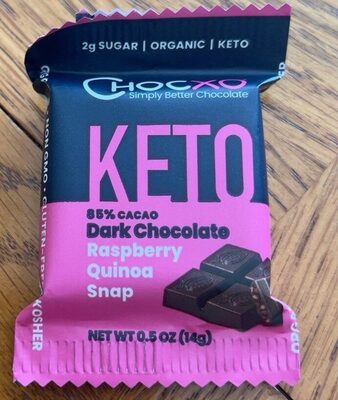 2g SUGAR | ORGANIC | KETO
CHOCXO
Simply Better Chocolate
KETO
85% CACAO
Dark Chocolate
Raspberry
Quinoa
Snap
NET WT 0.5 OZ (14g)
NON GMO • GLUTEN
KOSHER